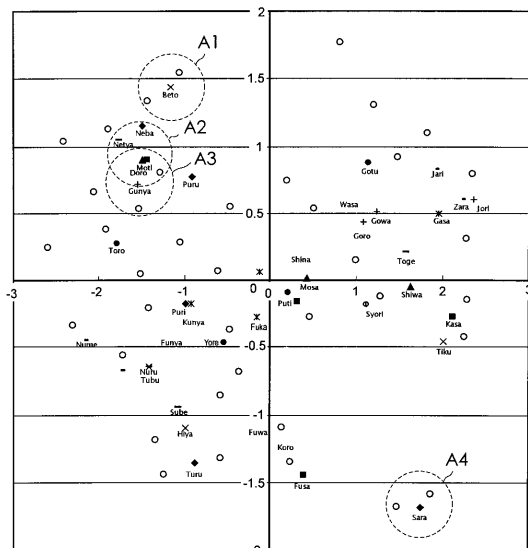 2
A1
1.5
Beto
A2
Neba
1
Netya
A3
Moti
Doro
Gotu
Jari
Puru
Gunya
Zara
Jori
Wasa
0.5
Gowa
Gasa
Goro
Toro
Toge
Shina
-3
-2
-1
0
1
2
3
Mosa
Shiwa
Puti
Puri
Kunya
Syori
Fuka
Kasa
Nume
Funya
Yore
Tiku
-0.5
Nuru
Tubu
Sube
-1
Hiya
Fuwa
Koro
A4
Turu
Fusa
-1.5
Sara
-2